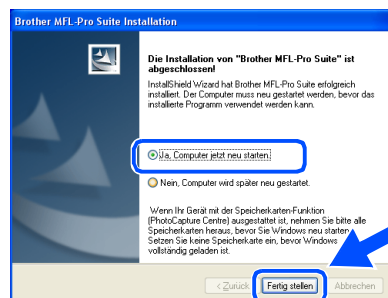 Brother MFL-Pro Suite Installation
Die Installation von "Brother MFL-Pro Suite" ist
abgeschlossen!
InstallShield Wizard hat Brother MFL-Pro Suite erfolgreich
installiert. Der Computer muss neu gestartet werden, bevor das
installierte Programm verwendet werden kann.
Ja, Computer jetzt neu starten.
Nein, Computer wird später neu gestartet.
Wenn Ihr Gerät mit der Speicherkarten-Funktion
(PhotoCapture Centre) ausgestattet ist, nehmen Sie bitte alle
Speicherkarten heraus, bevor Sie Windows neu starten.
Setzen Sie keine Speicherkarte ein, bevor Windows
vollständig geladen ist.
< Zurück
Fertig stellen
Abbrechen